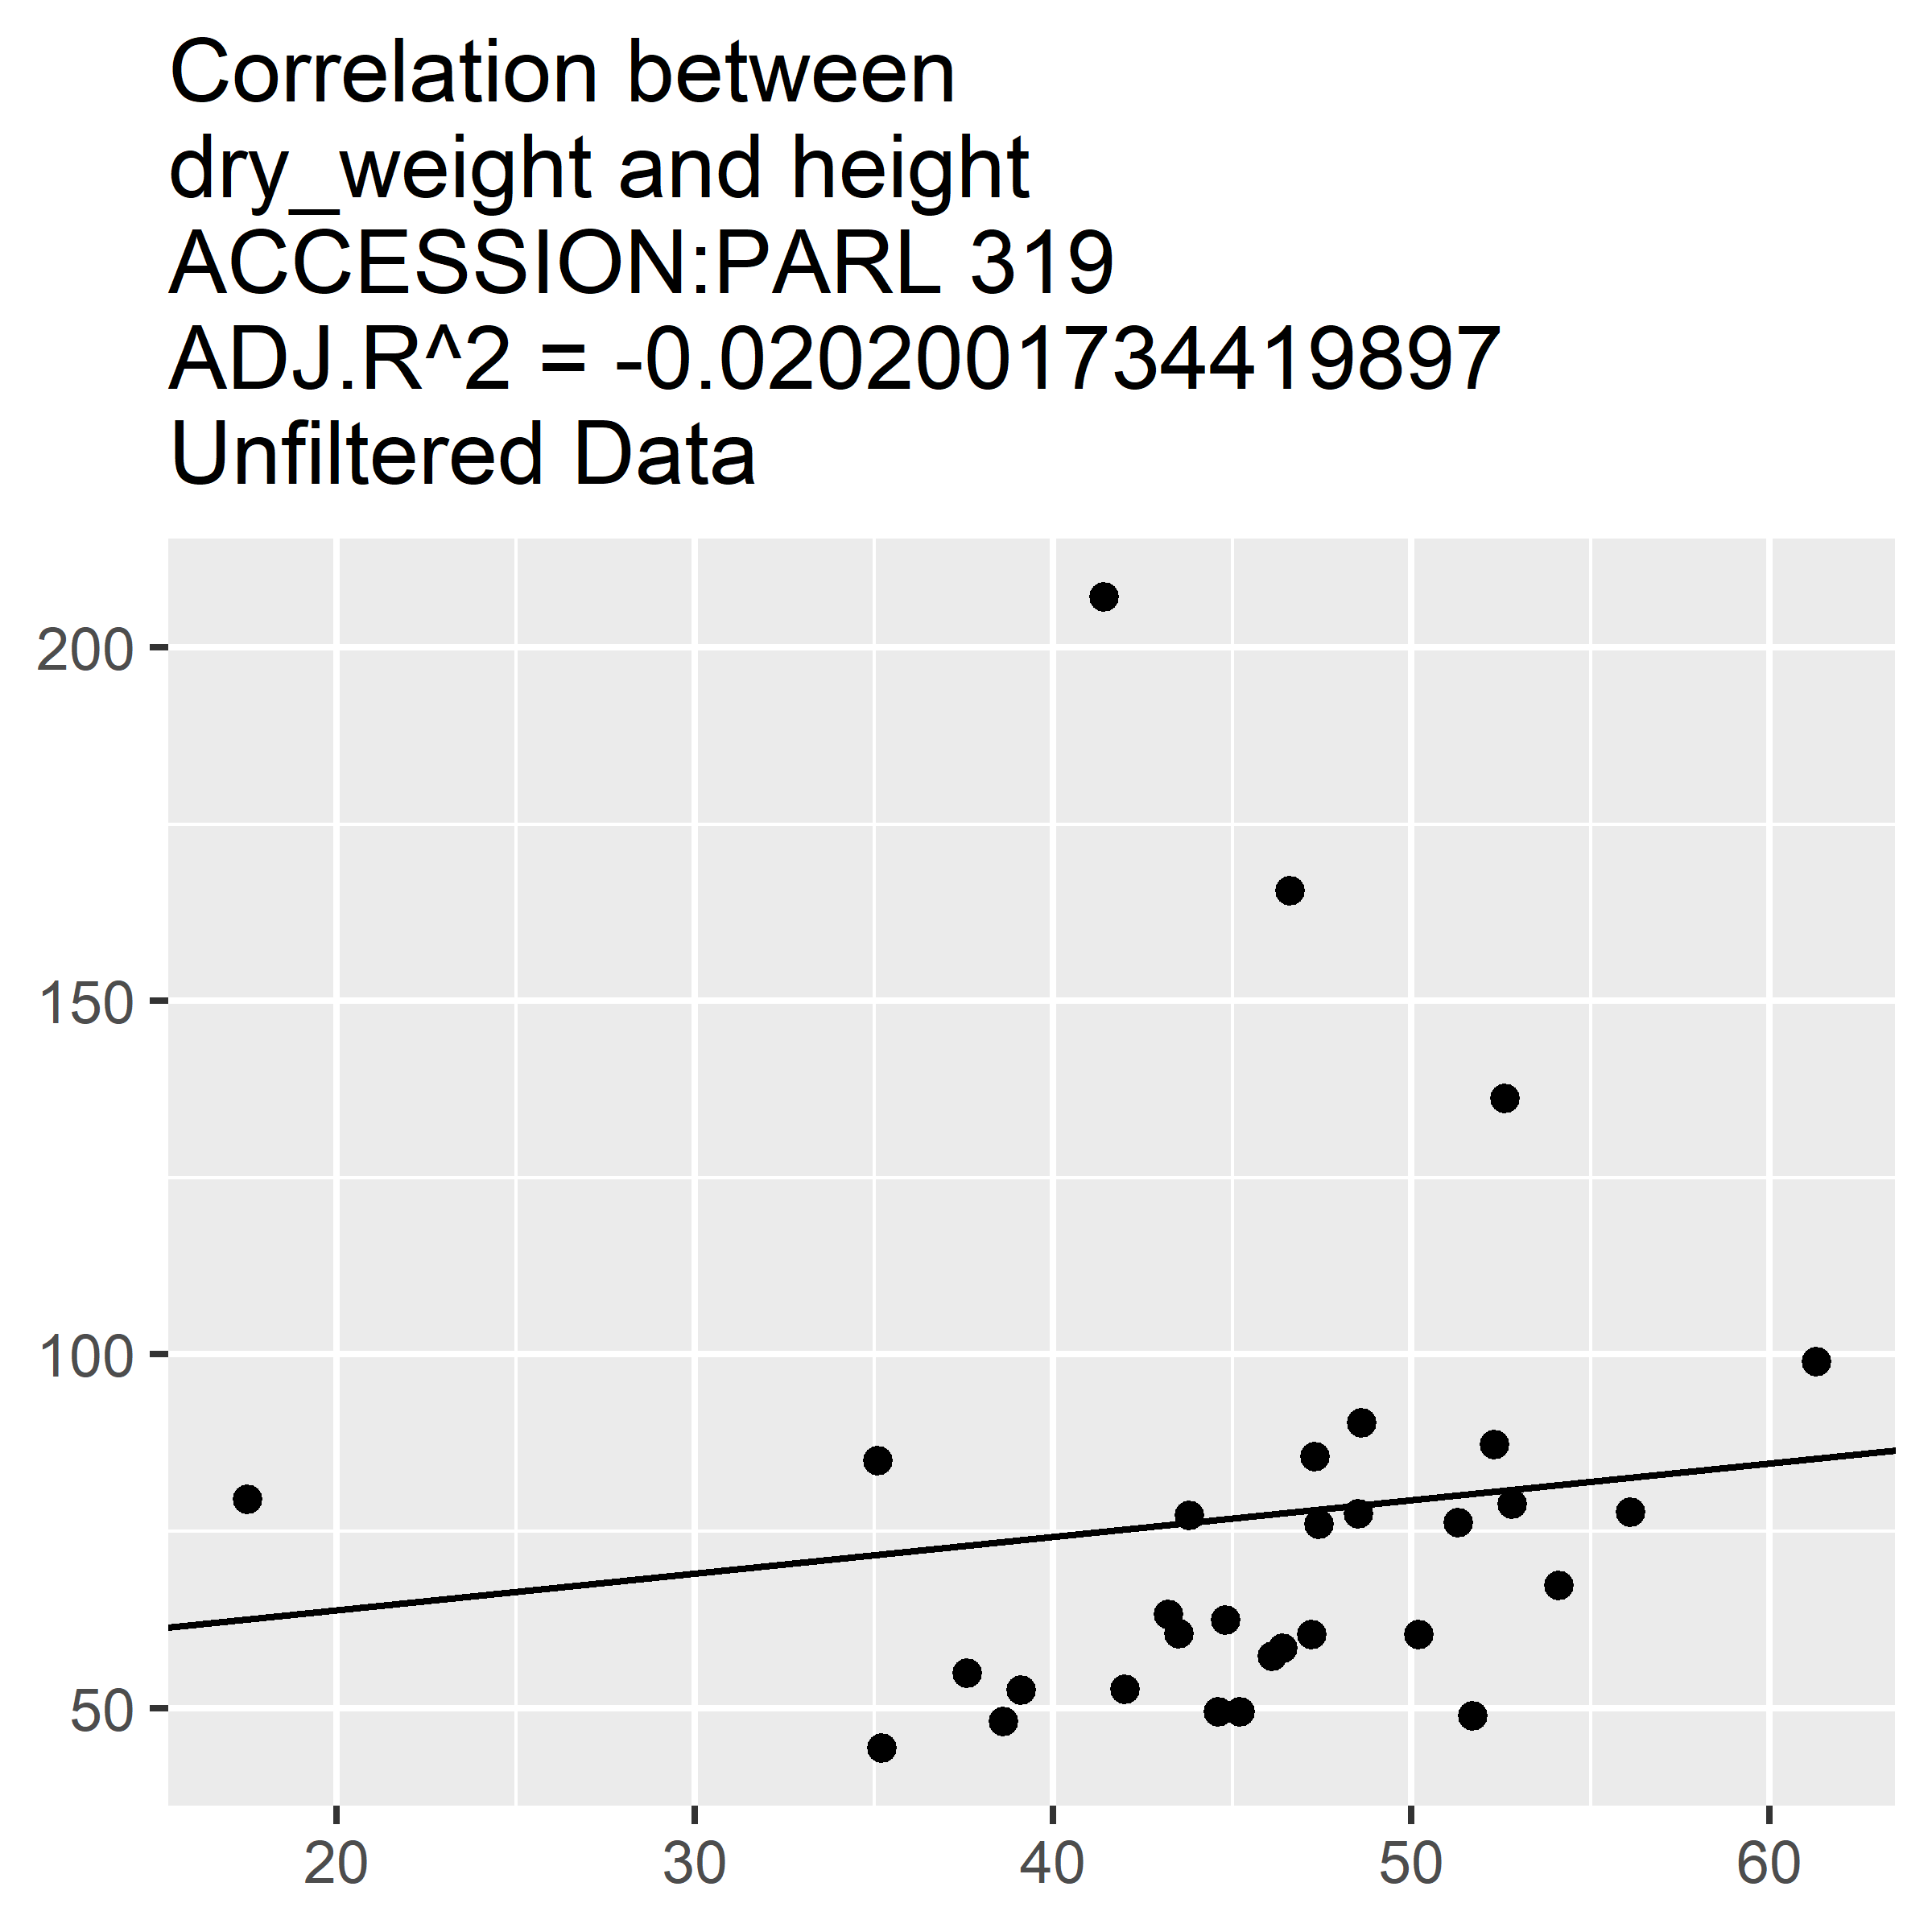 Correlation between
dry_weight and height
ACCESSION:PARL 319
ADJ.R^2 = -0.0202001734419897
Unfiltered Data
200
150
100
50
20 30 40 50 60